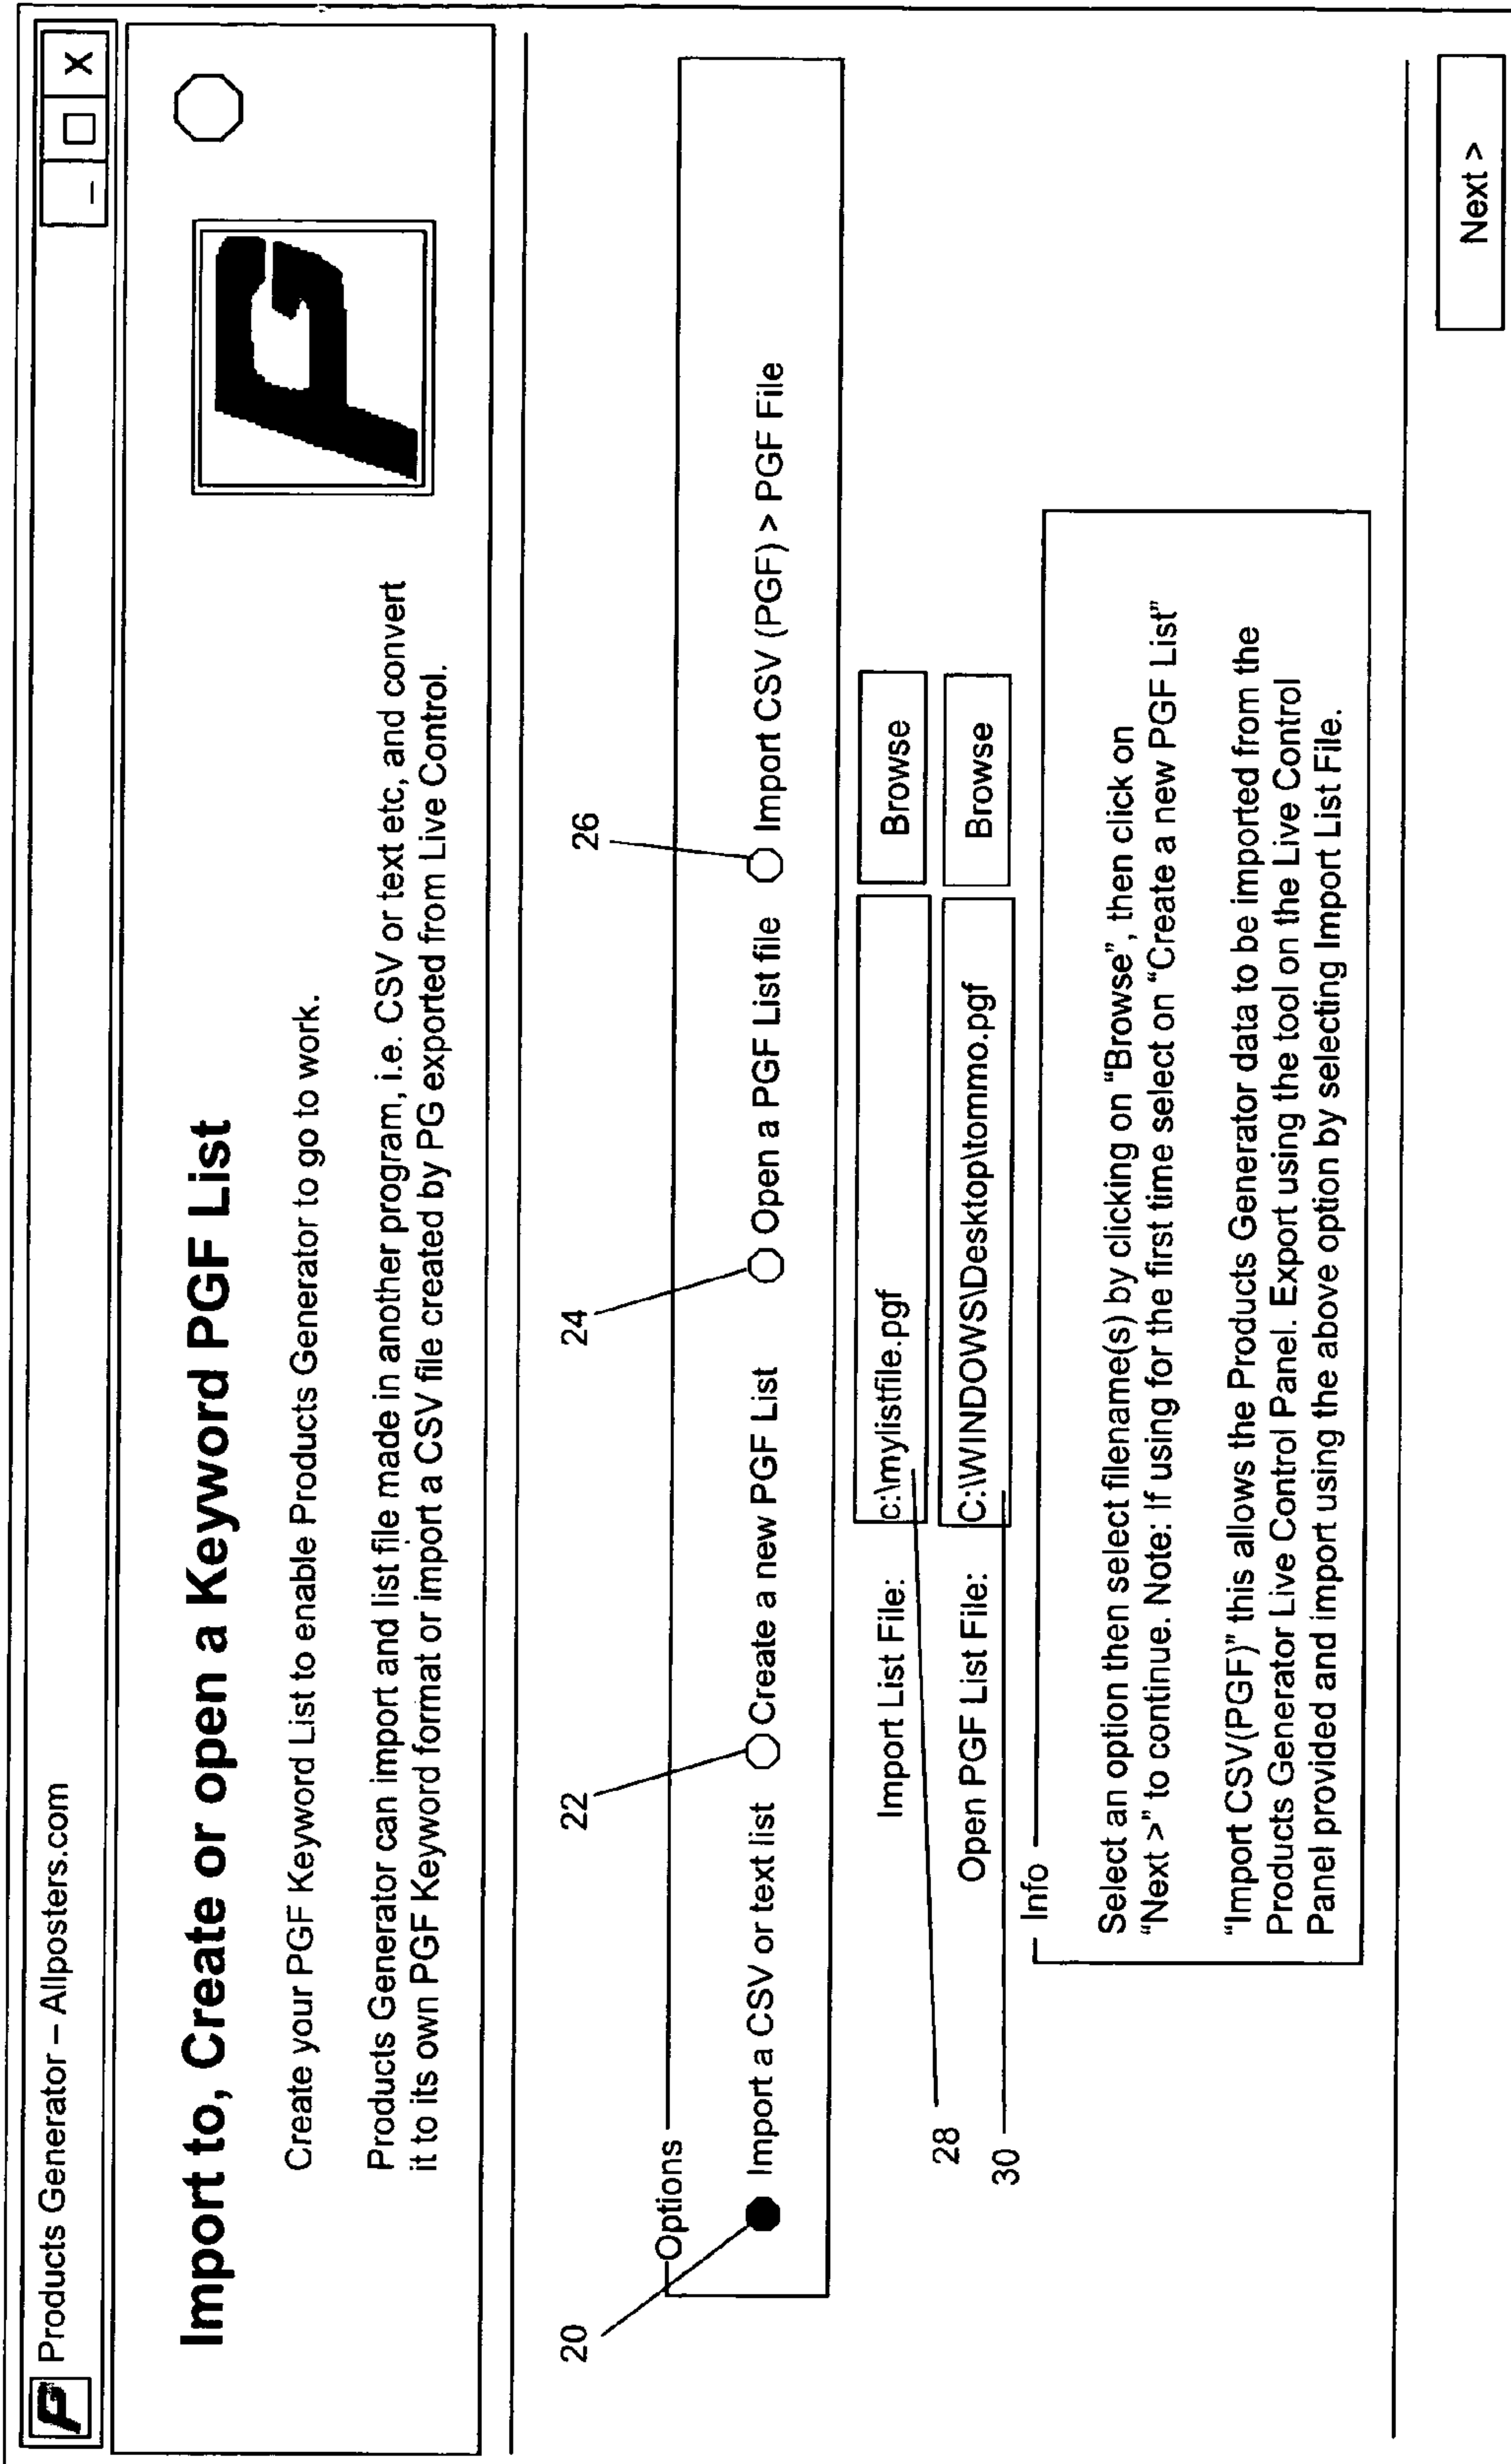 Products Generator – Allposters.com
– □ X
Import to, Create or open a Keyword PGF List
Create your PGF Keyword List to enable Products Generator to go to work.
Products Generator can import and list file made in another program, i.e. CSV or text etc, and convert
it to its own PGF Keyword format or import a CSV file created by PG exported from Live Control.
PG
20
22
24
26
Options
Import a CSV or text list
Create a new PGF List
Open a PGF List file
Import CSV (PGF) > PGF File
Import List File:
c:\mylistfile.pgf
Browse
28
Open PGF List File:
C:\WINDOWS\Desktop\tommo.pgf
Browse
30
Info
Select an option then select filename(s) by clicking on "Browse", then click on
"Next >" to continue. Note: If using for the first time select on "Create a new PGF List"
"Import CSV(PGF)" this allows the Products Generator data to be imported from the
Products Generator Live Control Panel. Export using the tool on the Live Control
Panel provided and import using the above option by selecting Import List File.
Next >